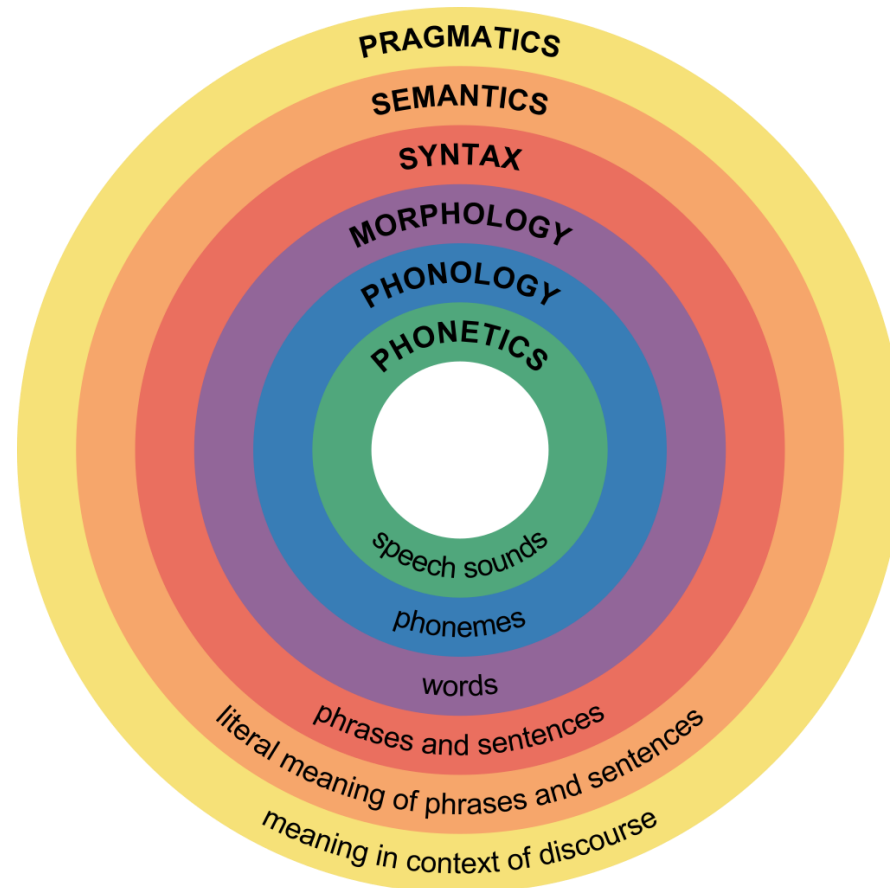 PRAGMATICS
SEMANTICS
SYNTAX
MORPHOLOGY
PHONOLOGY
PHONETICS
speech sounds
phonemes
words
phrases and sentences
literal meaning of phrases and sentences
meaning in context of discourse